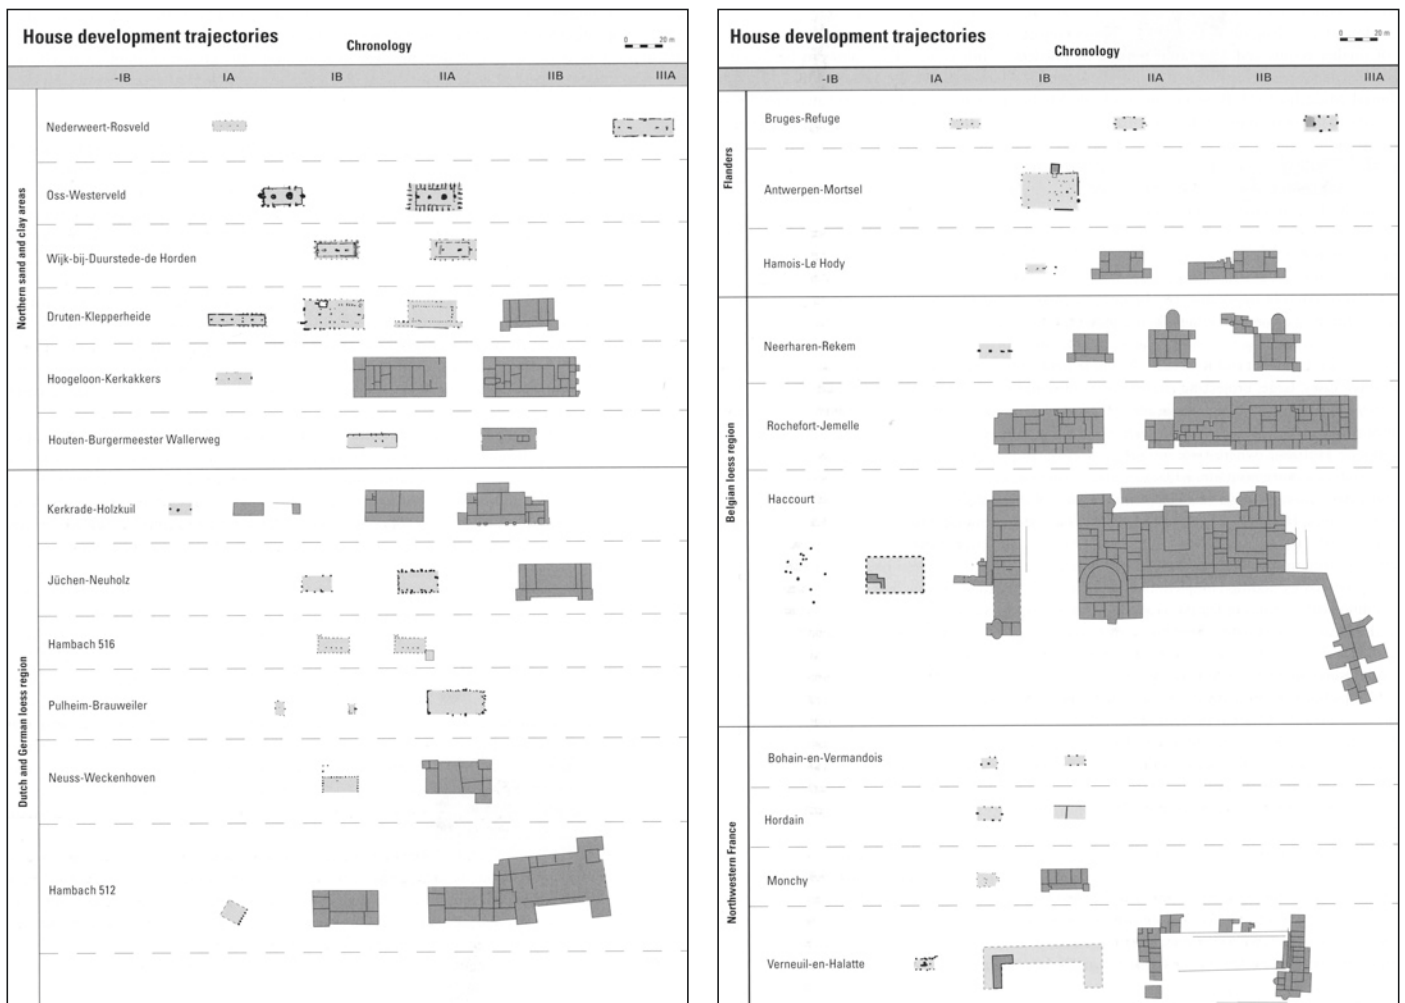 House development trajectories
Chronology
0 20 m
-IB IA IB IIA IIB IIIA
Northern sand and clay areas
Nederweert-Rosveld
Oss-Westerveld
Wijk-bij-Duurstede-de Horden
Druten-Klepperheide
Hoogeloon-Kerkakkers
Houten-Burgermeester Wallerweg
Dutch and German loess region
Kerkrade-Holzkuil
Jüchen-Neuholz
Hambach 516
Pulheim-Brauweiler
Neuss-Weckenhoven
Hambach 512
House development trajectories
Chronology
0 20 m
-IB IA IB IIA IIB IIIA
Flanders
Bruges-Refuge
Antwerpen-Mortsel
Hamois-Le Hody
Belgian loess region
Neerharen-Rekem
Rochefort-Jemelle
Haccourt
Northwestern France
Bohain-en-Vermandois
Hordain
Monchy
Verneuil-en-Halatte